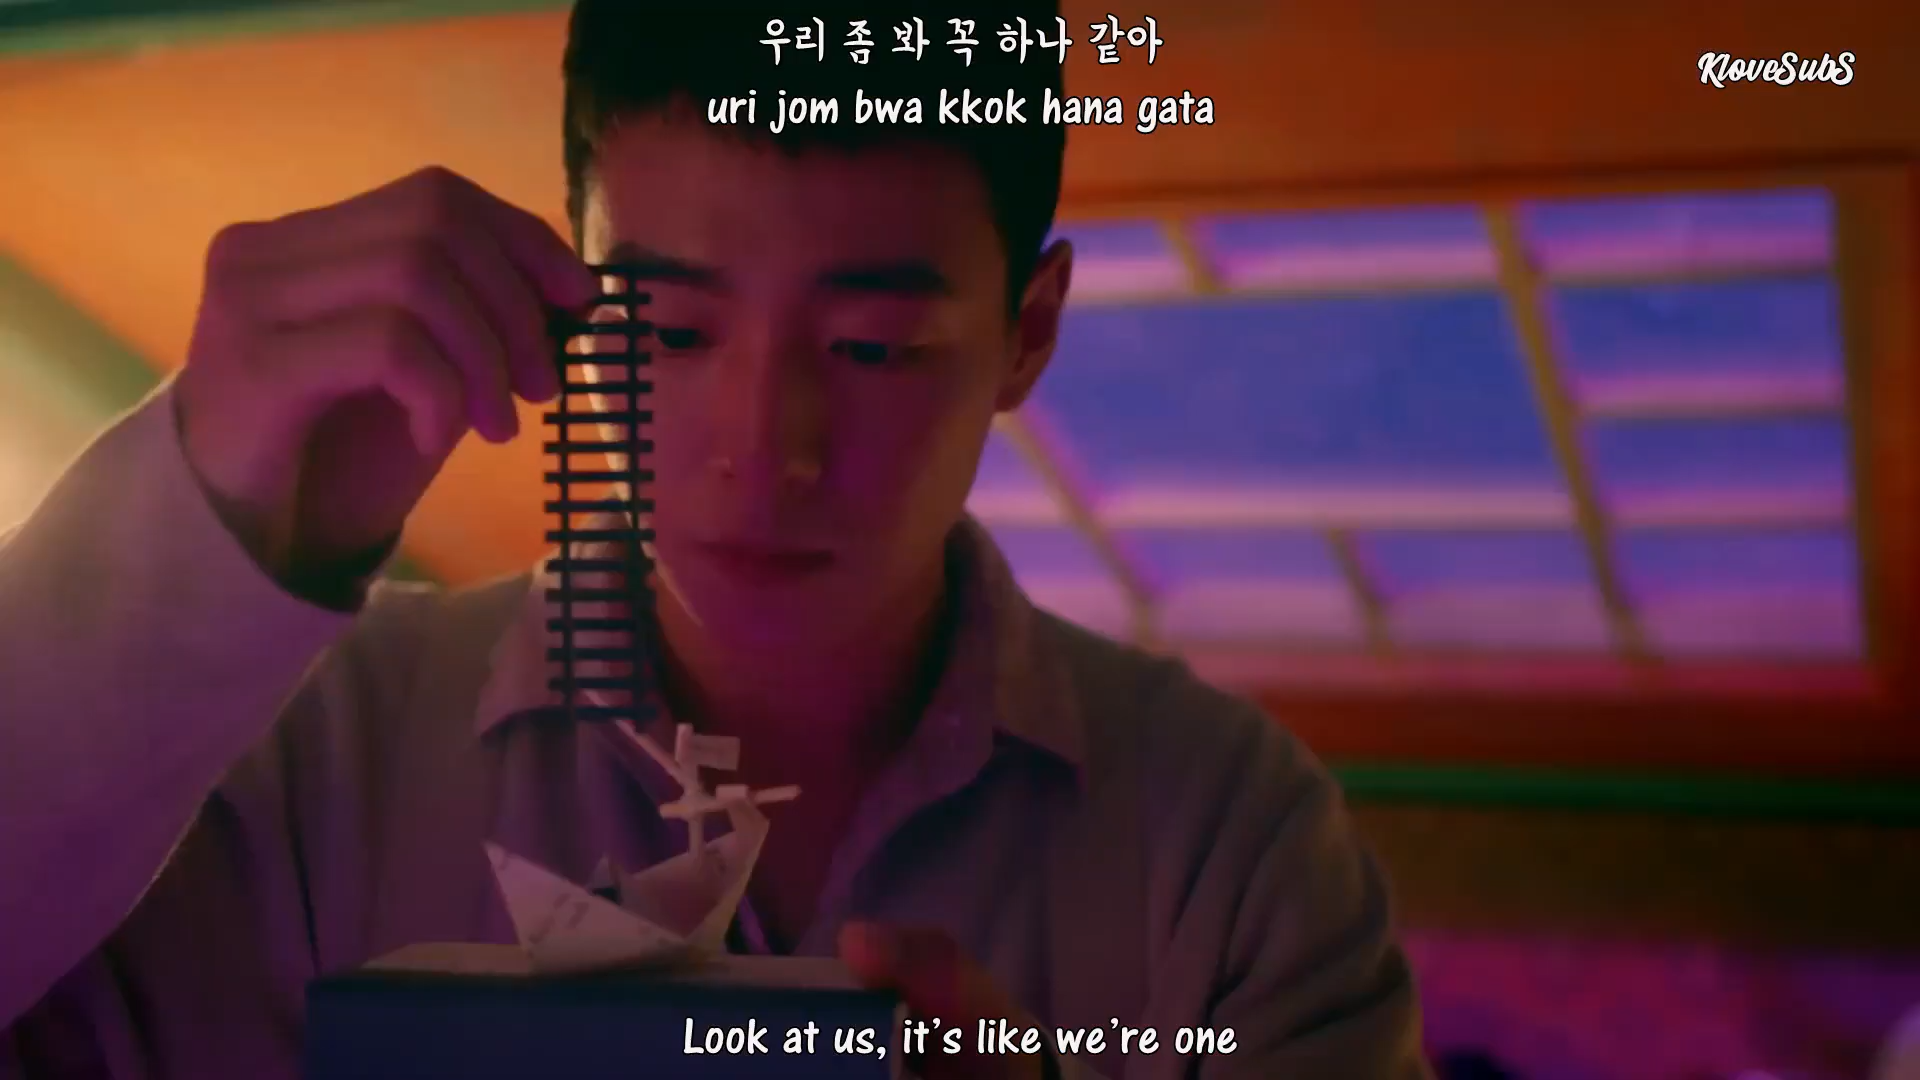 우리 좀 봐 꼭 하나 같아
KloveSubS
uri jom bwa kkok hana gata
Look at us, it's like we're one